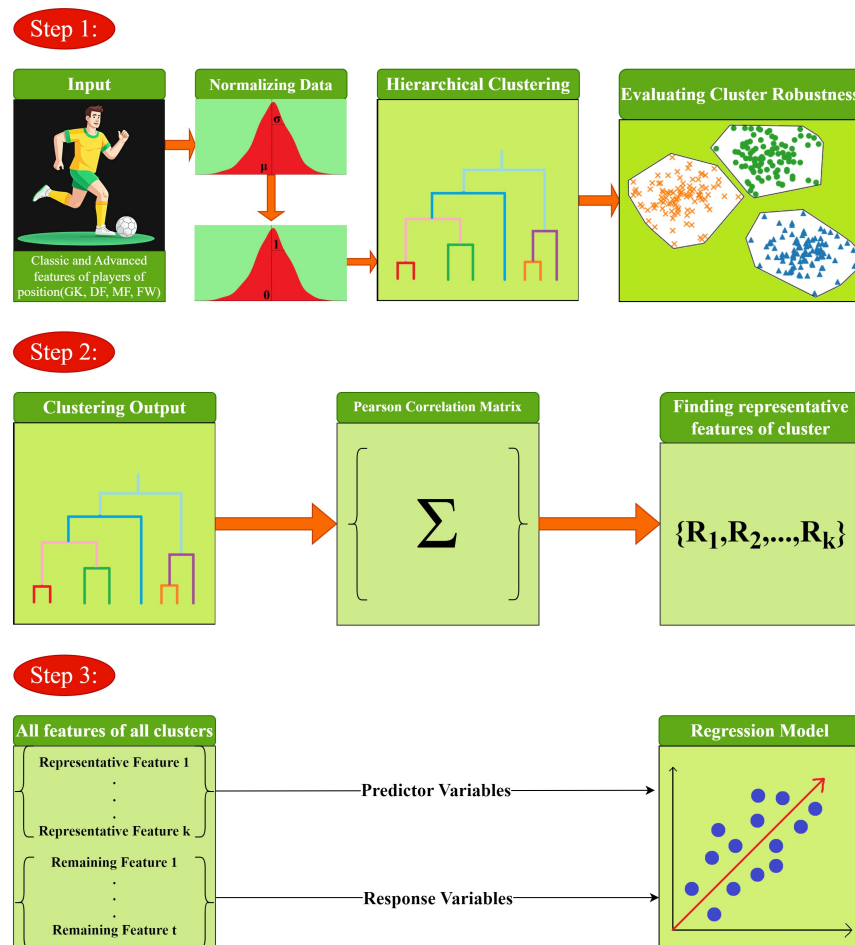 Step 1:
Input
Normalizing Data
Hierarchical Clustering
Evaluating Cluster Robustness
σ
μ
1
0
Classic and Advanced
features of players of
position(GK, DF, MF, FW)
Step 2:
Clustering Output
Pearson Correlation Matrix
Finding representative
features of cluster
Σ
{R₁,R₂,...,Rₖ}
Step 3:
All features of all clusters
Regression Model
Representative Feature 1
.
.
.
Representative Feature k
Predictor Variables
Remaining Feature 1
.
.
.
Remaining Feature t
Response Variables